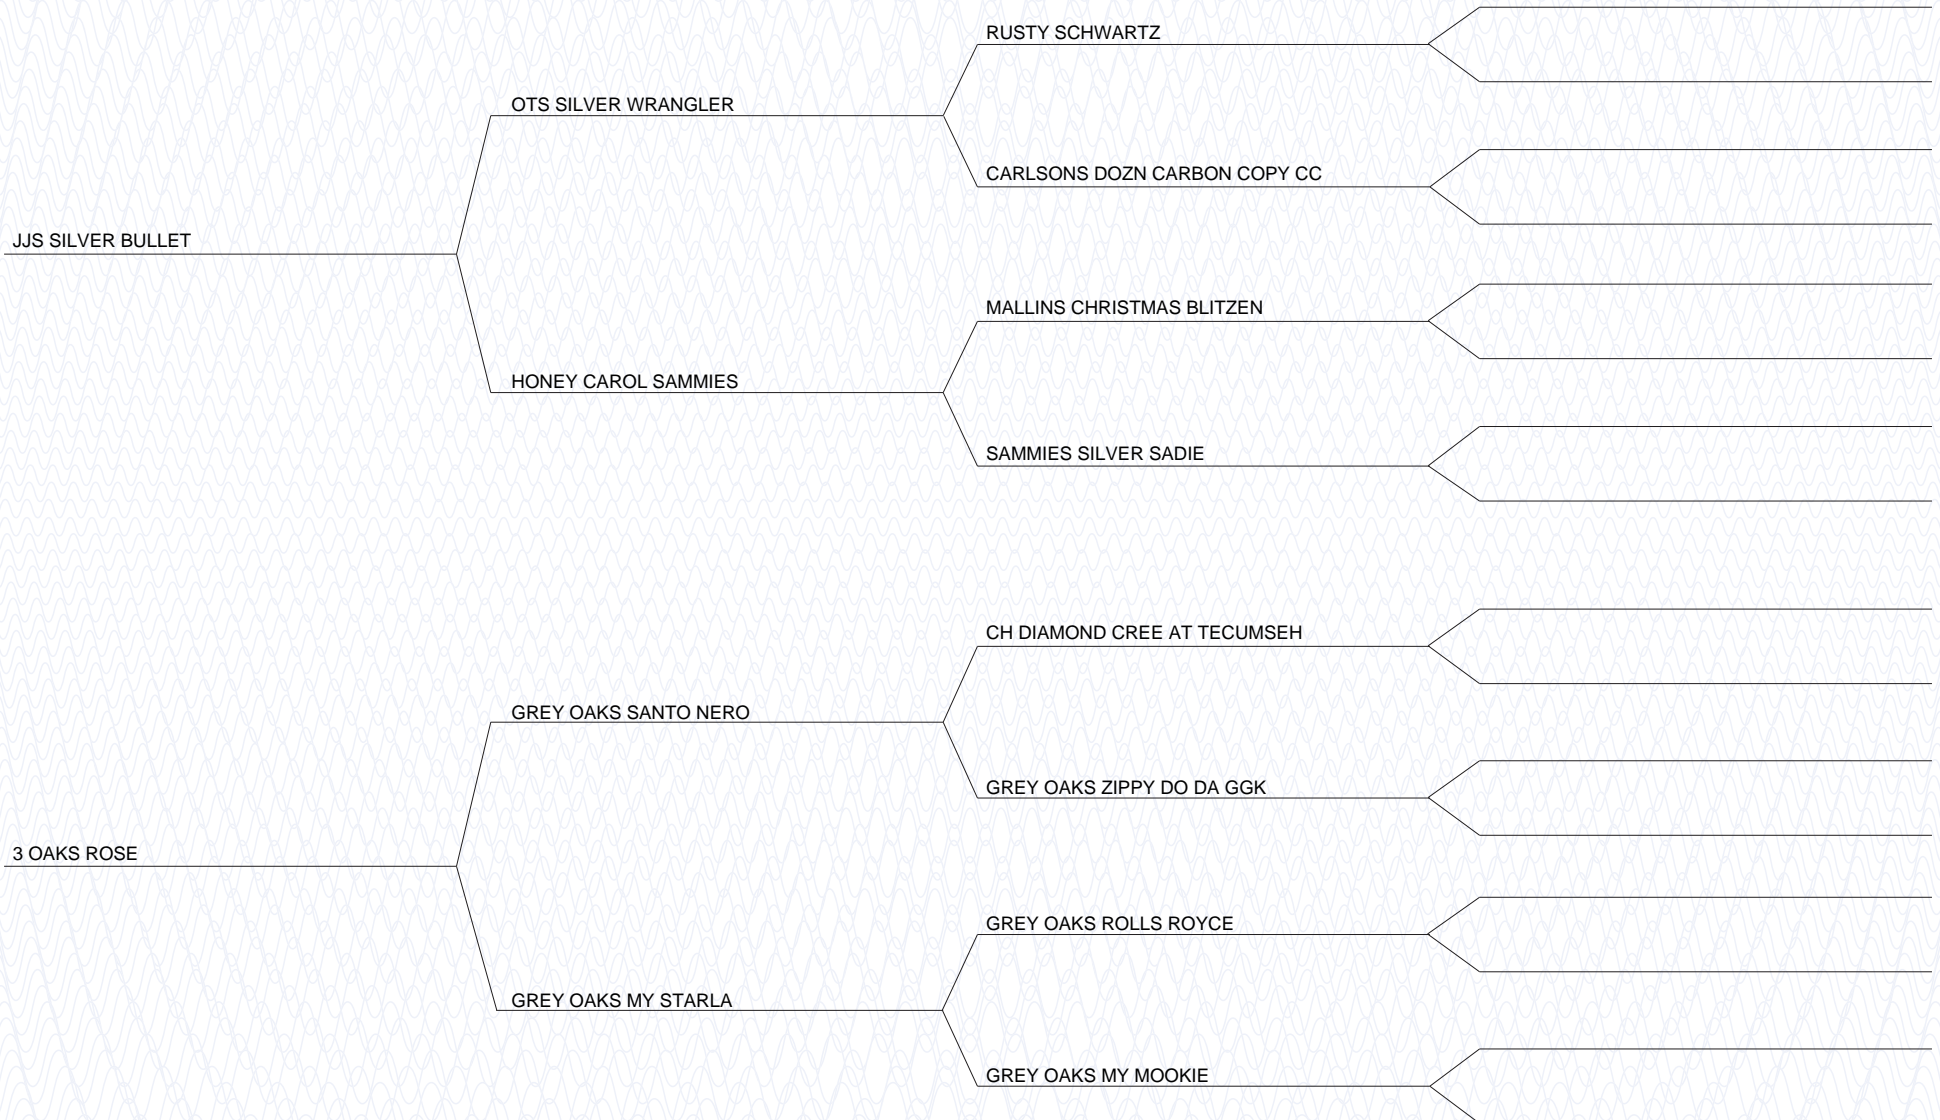 RUSTY SCHWARTZ
OTS SILVER WRANGLER
CARLSONS DOZN CARBON COPY CC
JJS SILVER BULLET
MALLINS CHRISTMAS BLITZEN
HONEY CAROL SAMMIES
SAMMIES SILVER SADIE
CH DIAMOND CREE AT TECUMSEH
GREY OAKS SANTO NERO
GREY OAKS ZIPPY DO DA GGK
3 OAKS ROSE
GREY OAKS ROLLS ROYCE
GREY OAKS MY STARLA
GREY OAKS MY MOOKIE